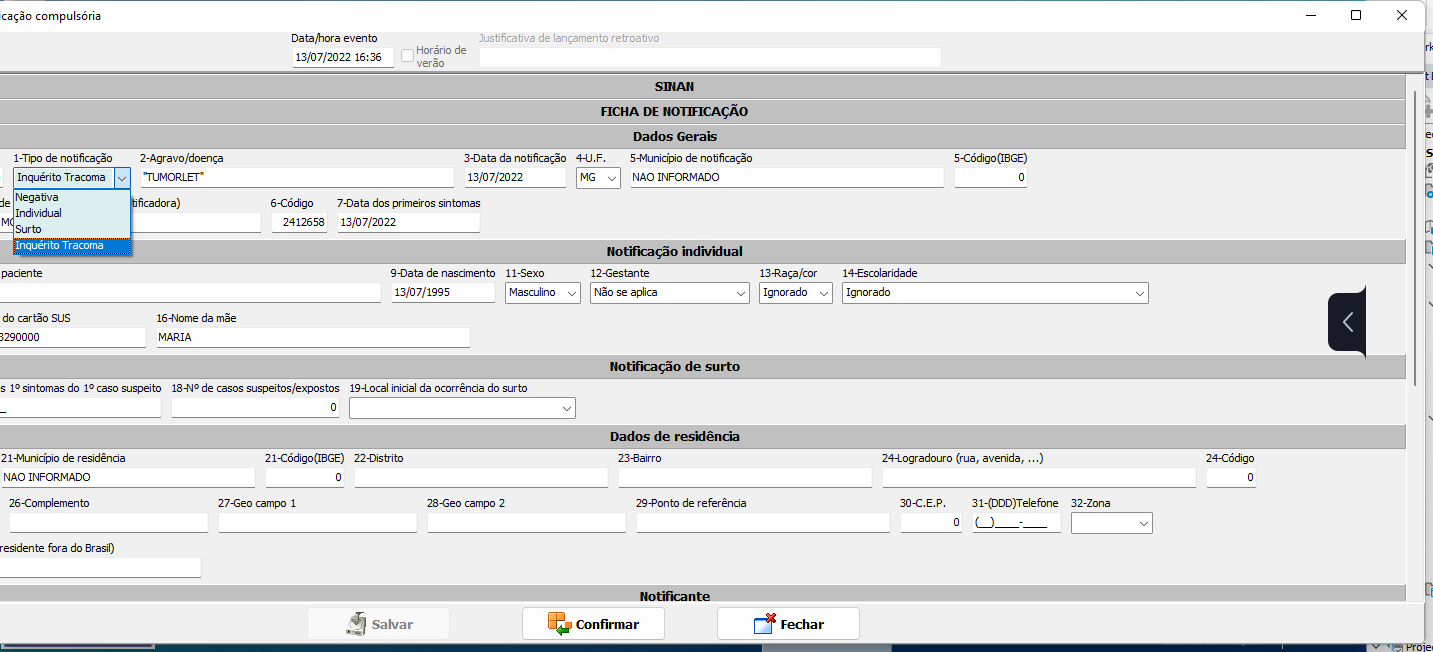 icação compulsória
Data/hora evento
Justificativa de lançamento retroativo
13/07/2022 16:36
Horário de
verão
SINAN
FICHA DE NOTIFICAÇÃO
Dados Gerais
1-Tipo de notificação 2-Agravo/doença 3-Data da notificação 4-U.F. 5-Município de notificação 5-Código(IBGE)
Inquérito Tracoma "TUMORLET" 13/07/2022 MG NAO INFORMADO 0
Negativa
Individual
Surto
Inquérito Tracoma
de tificadora) 6-Código 7-Data dos primeiros sintomas
2412658 13/07/2022
Notificação individual
paciente 9-Data de nascimento 11-Sexo 12-Gestante 13-Raça/cor 14-Escolaridade
13/07/1995 Masculino Não se aplica Ignorado Ignorado
do cartão SUS 16-Nome da mãe
3290000 MARIA
Notificação de surto
s 1º sintomas do 1º caso suspeito 18-Nº de casos suspeitos/expostos 19-Local inicial da ocorrência do surto
_ 0
Dados de residência
21-Município de residência 21-Código(IBGE) 22-Distrito 23-Bairro 24-Logradouro (rua, avenida, ...) 24-Código
NAO INFORMADO 0 0
26-Complemento 27-Geo campo 1 28-Geo campo 2 29-Ponto de referência 30-C.E.P. 31-(DDD)Telefone 32-Zona
0 (__)____-____
residente fora do Brasil)
Notificante
Salvar Confirmar Fechar
Projec